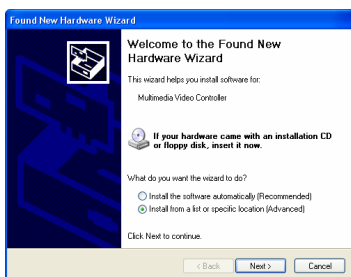 Found New Hardware Wizard
Welcome to the Found New
Hardware Wizard
This wizard helps you install software for:
Multimedia Video Controller
If your hardware came with an installation CD
or floppy disk, insert it now.
What do you want the wizard to do?
Install the software automatically (Recommended)
Install from a list or specific location (Advanced)
Click Next to continue.
< Back Next > Cancel